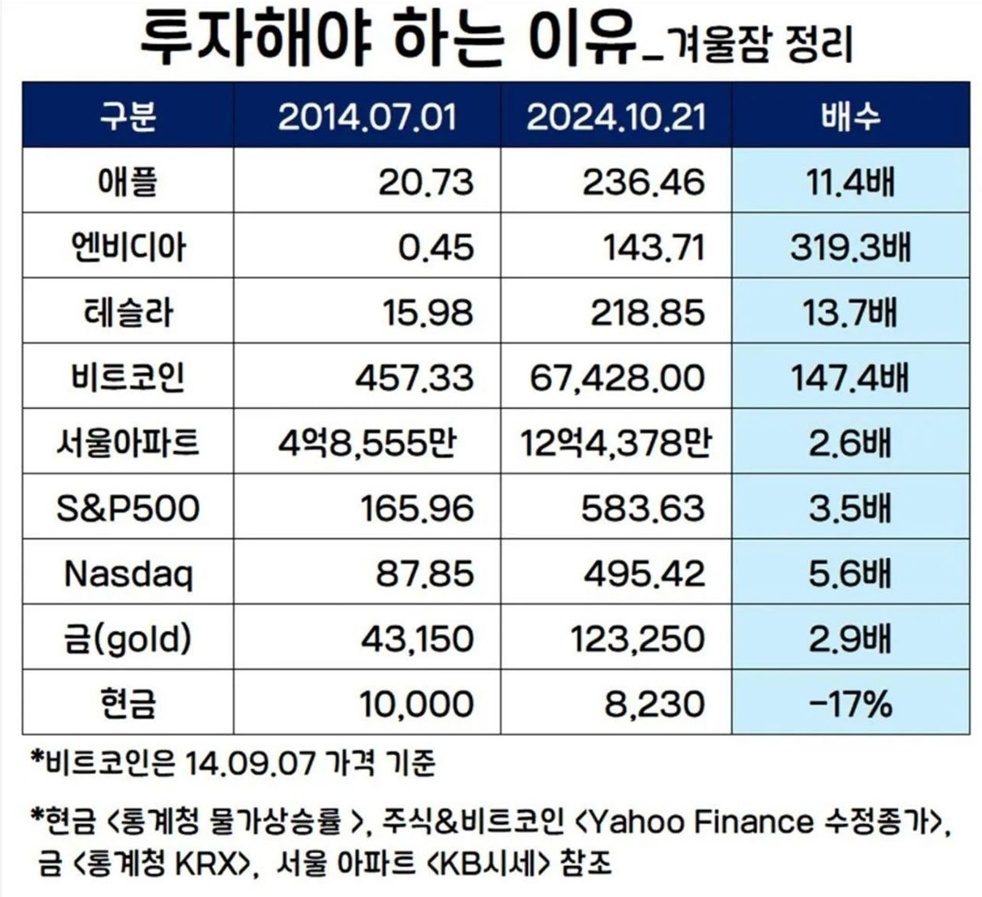 투자해야 하는 이유_겨울잠 정리
구분 2014.07.01 2024.10.21 배수
애플 20.73 236.46 11.4배
엔비디아 0.45 143.71 319.3배
테슬라 15.98 218.85 13.7배
비트코인 457.33 67,428.00 147.4배
서울아파트 4억8,555만 12억4,378만 2.6배
S&P500 165.96 583.63 3.5배
Nasdaq 87.85 495.42 5.6배
금(gold) 43,150 123,250 2.9배
현금 10,000 8,230 -17%
*비트코인은 14.09.07 가격 기준
*현금 <통계청 물가상승률 >, 주식&비트코인 <Yahoo Finance 수정종가>,
금 <통계청 KRX>, 서울 아파트 <KB시세> 참조